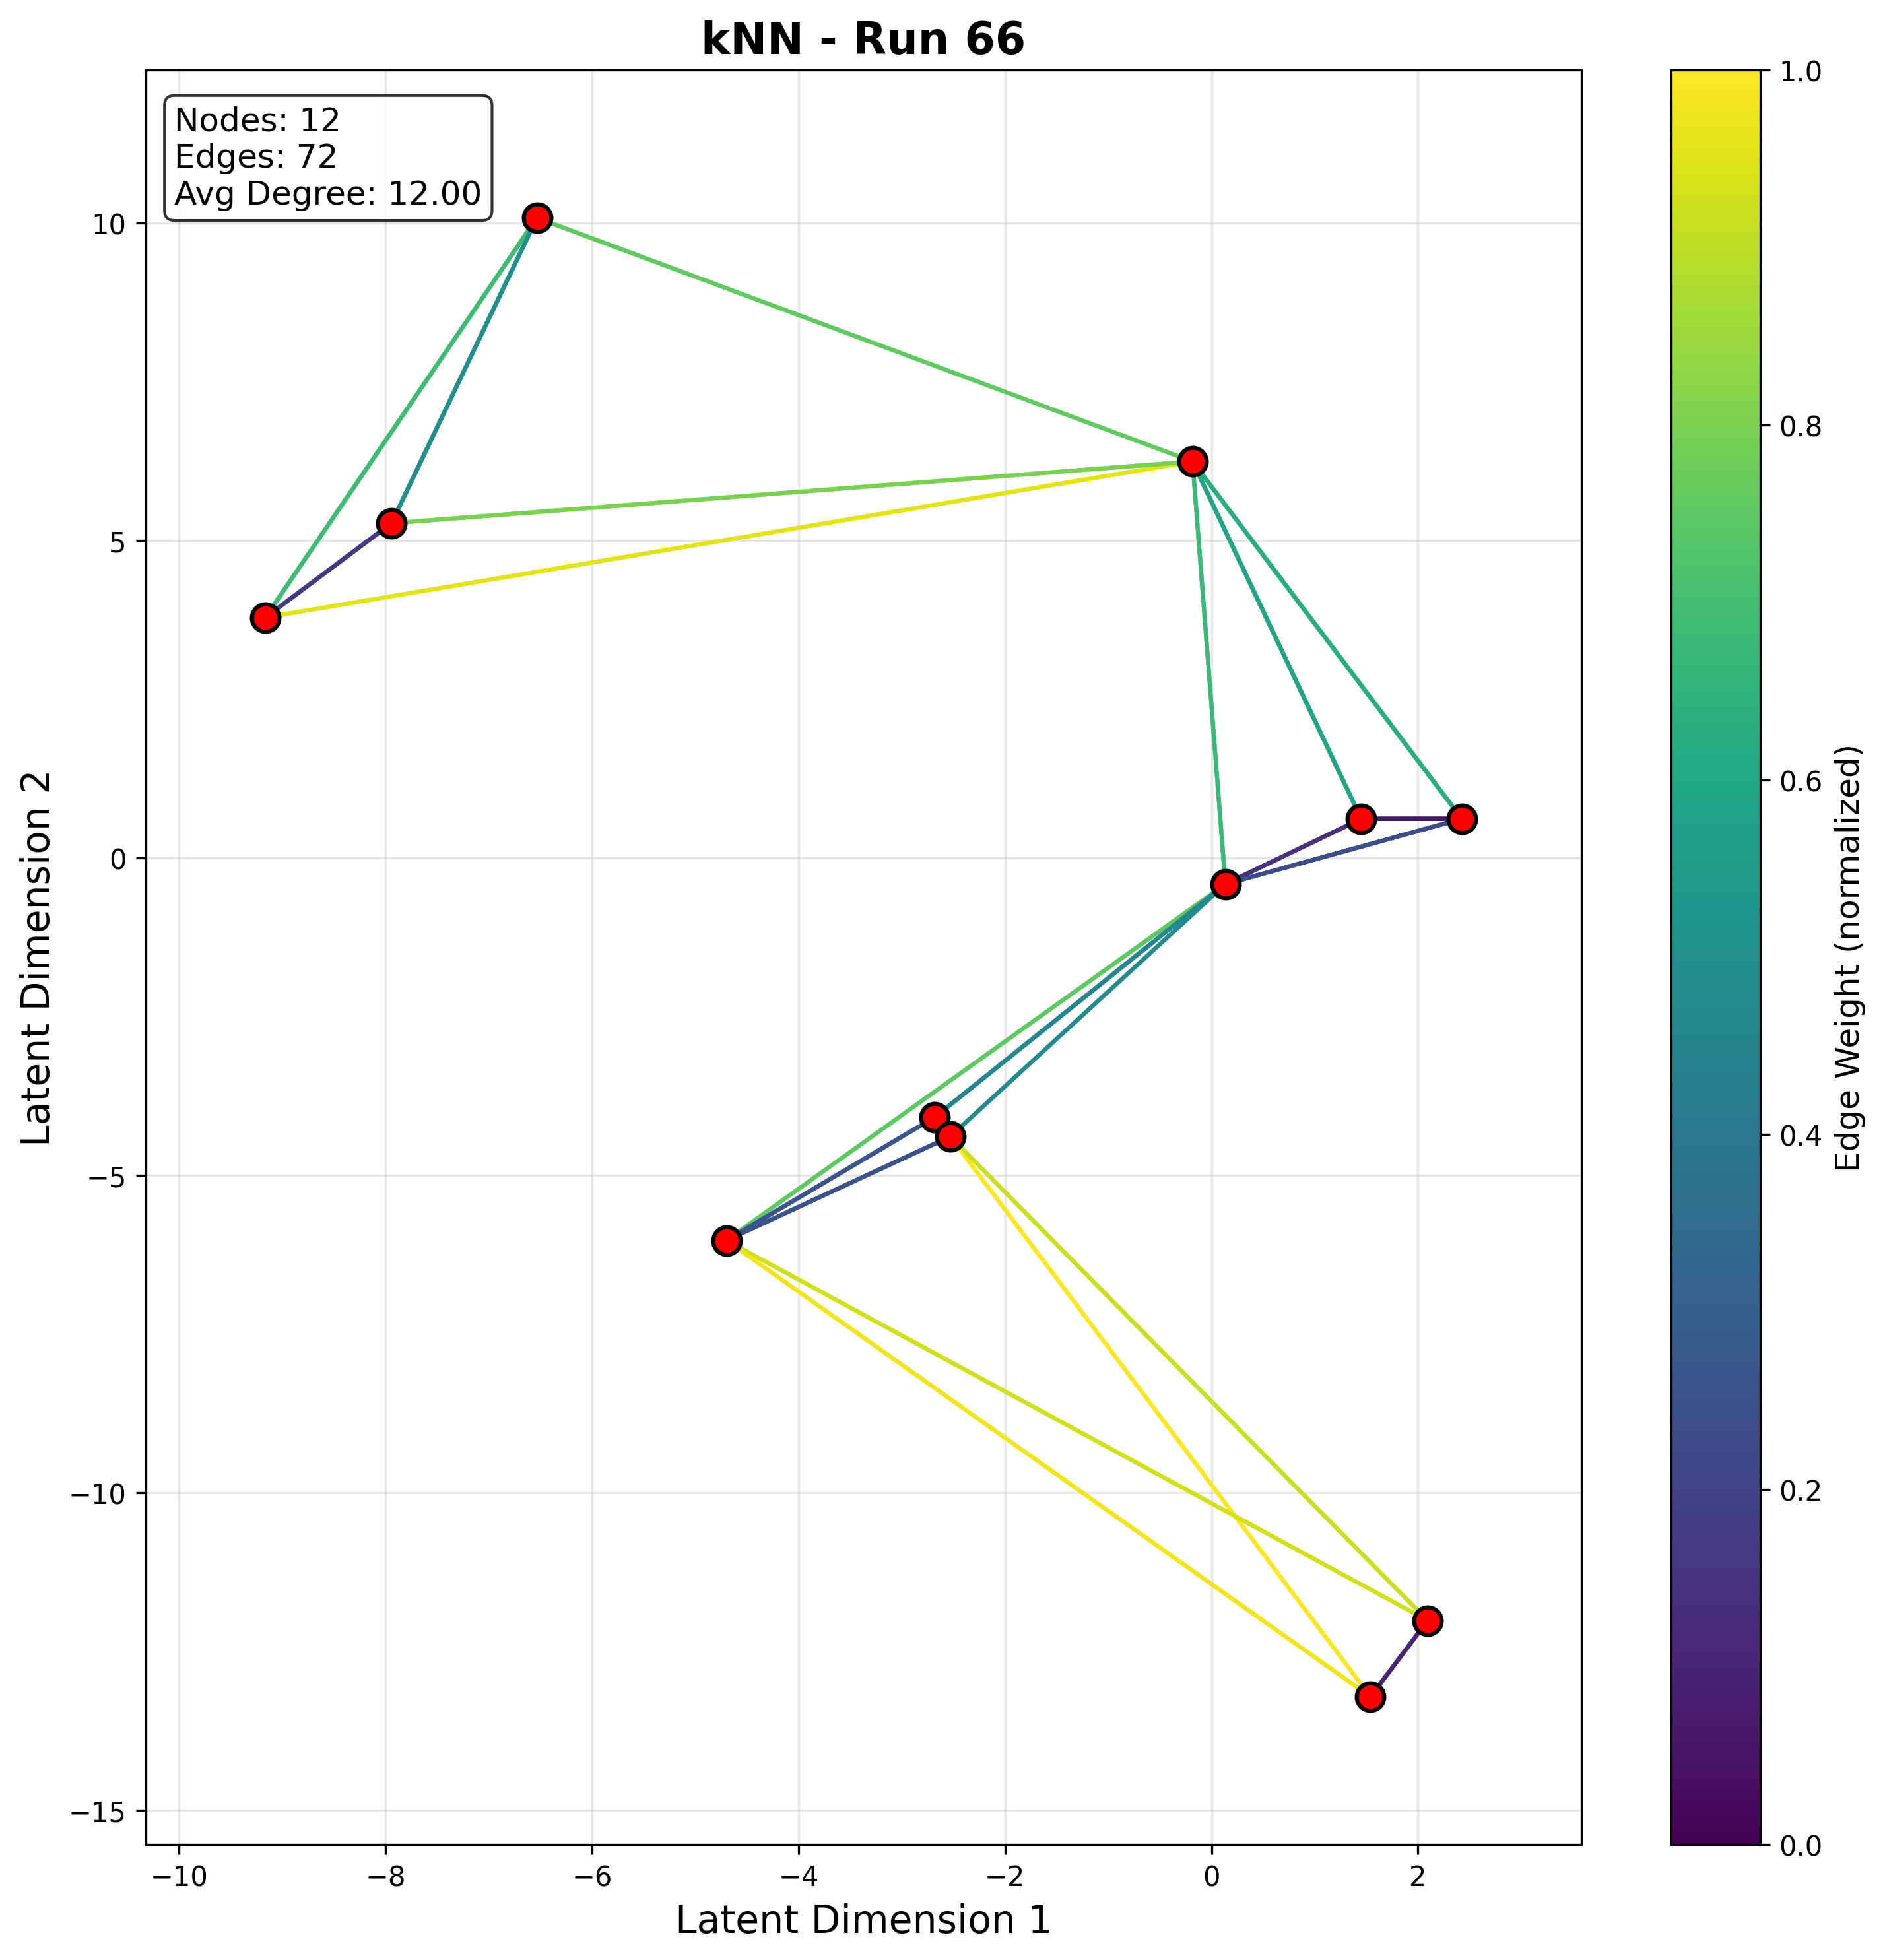 kNN - Run 66
Nodes: 12
Edges: 72
Avg Degree: 12.00
10
5
0
−5
−10
−15
Latent Dimension 2
−10
−8
−6
−4
−2
0
2
Latent Dimension 1
1.0
0.8
0.6
0.4
0.2
0.0
Edge Weight (normalized)